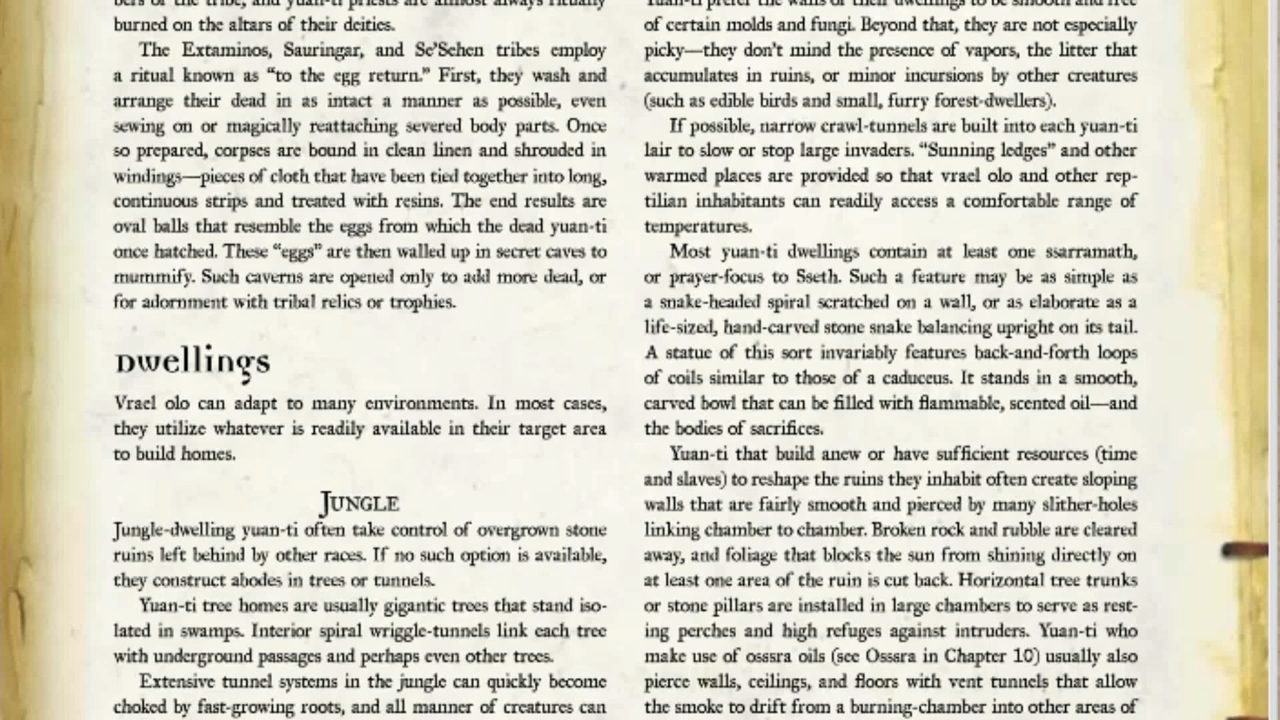 bers of the tribe, and yuan-ti priests are almost always ritually
burned on the altars of their deities.
The Extaminos, Sauringar, and Se'Sehen tribes employ
a ritual known as “to the egg return.” First, they wash and
arrange their dead in as intact a manner as possible, even
sewing on or magically reattaching severed body parts. Once
so prepared, corpses are bound in clean linen and shrouded in
windings—pieces of cloth that have been tied together into long,
continuous strips and treated with resins. The end results are
oval balls that resemble the eggs from which the dead yuan-ti
once hatched. These “eggs” are then walled up in secret caves to
mummify. Such caverns are opened only to add more dead, or
for adornment with tribal relics or trophies.
Dwellings
Vrael olo can adapt to many environments. In most cases,
they utilize whatever is readily available in their target area
to build homes.
Jungle
Jungle-dwelling yuan-ti often take control of overgrown stone
ruins left behind by other races. If no such option is available,
they construct abodes in trees or tunnels.
Yuan-ti tree homes are usually gigantic trees that stand iso-
lated in swamps. Interior spiral wriggle-tunnels link each tree
with underground passages and perhaps even other trees.
Extensive tunnel systems in the jungle can quickly become
choked by fast-growing roots, and all manner of creatures can
Yuan-ti prefer the walls of their dwellings to be smooth and free
of certain molds and fungi. Beyond that, they are not especially
picky—they don't mind the presence of vapors, the litter that
accumulates in ruins, or minor incursions by other creatures
(such as edible birds and small, furry forest-dwellers).
If possible, narrow crawl-tunnels are built into each yuan-ti
lair to slow or stop large invaders. “Sunning ledges” and other
warmed places are provided so that vrael olo and other rep-
tilian inhabitants can readily access a comfortable range of
temperatures.
Most yuan-ti dwellings contain at least one ssarramath,
or prayer-focus to Sseth. Such a feature may be as simple as
a snake-headed spiral scratched on a wall, or as elaborate as a
life-sized, hand-carved stone snake balancing upright on its tail.
A statue of this sort invariably features back-and-forth loops
of coils similar to those of a caduceus. It stands in a smooth,
carved bowl that can be filled with flammable, scented oil—and
the bodies of sacrifices.
Yuan-ti that build anew or have sufficient resources (time
and slaves) to reshape the ruins they inhabit often create sloping
walls that are fairly smooth and pierced by many slither-holes
linking chamber to chamber. Broken rock and rubble are cleared
away, and foliage that blocks the sun from shining directly on
at least one area of the ruin is cut back. Horizontal tree trunks
or stone pillars are installed in large chambers to serve as rest-
ing perches and high refuges against intruders. Yuan-ti who
make use of osssra oils (see Ossra in Chapter 10) usually also
pierce walls, ceilings, and floors with vent tunnels that allow
the smoke to drift from a burning-chamber into other areas of